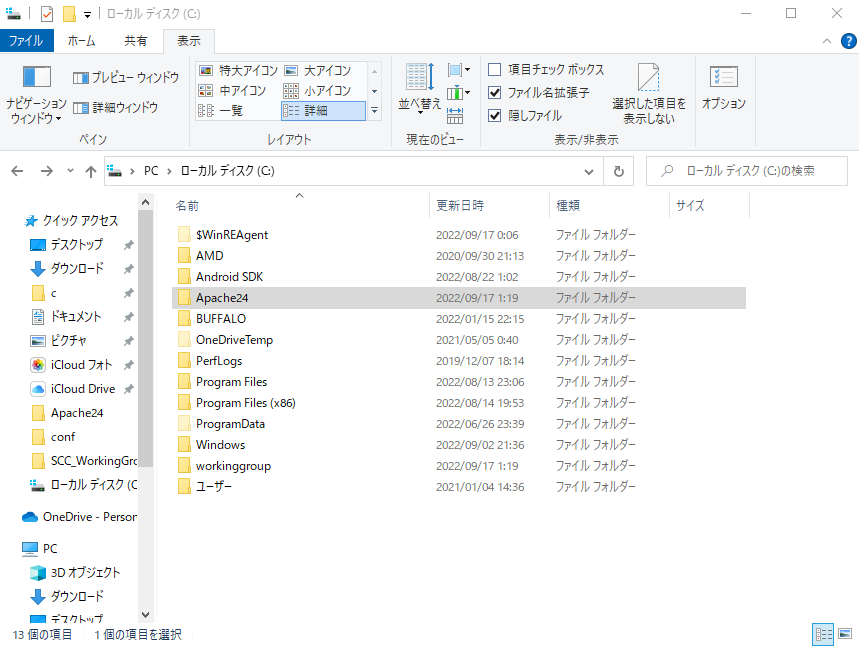 ローカル ディスク (C:)
ファイル ホーム 共有 表示
ナビゲーション ウィンドウ
プレビュー ウィンドウ
詳細ウィンドウ
ペイン
特大アイコン 大アイコン
中アイコン 小アイコン
一覧 詳細
レイアウト
並べ替え
現在のビュー
項目チェック ボックス
ファイル名拡張子
隠しファイル
選択した項目を
表示しない
表示/非表示
オプション
PC ローカル ディスク (C:)
ローカル ディスク (C:)の検索
クイック アクセス
デスクトップ
ダウンロード
c
ドキュメント
ピクチャ
iCloud フォト
iCloud Drive
Apache24
conf
SCC_WorkingGro
ローカル ディスク (C
OneDrive - Person
PC
3D オブジェクト
ダウンロード
デスクトップ
名前 更新日時 種類 サイズ
$WinREAgent 2022/09/17 0:06 ファイル フォルダー
AMD 2020/09/30 21:13 ファイル フォルダー
Android SDK 2022/08/22 1:02 ファイル フォルダー
Apache24 2022/09/17 1:19 ファイル フォルダー
BUFFALO 2022/01/15 22:15 ファイル フォルダー
OneDriveTemp 2021/05/05 0:40 ファイル フォルダー
PerfLogs 2019/12/07 18:14 ファイル フォルダー
Program Files 2022/08/13 23:06 ファイル フォルダー
Program Files (x86) 2022/08/14 19:53 ファイル フォルダー
ProgramData 2022/06/26 23:39 ファイル フォルダー
Windows 2022/09/02 21:36 ファイル フォルダー
workinggroup 2022/09/17 1:19 ファイル フォルダー
ユーザー 2021/01/04 14:36 ファイル フォルダー
13 個の項目 1 個の項目を選択